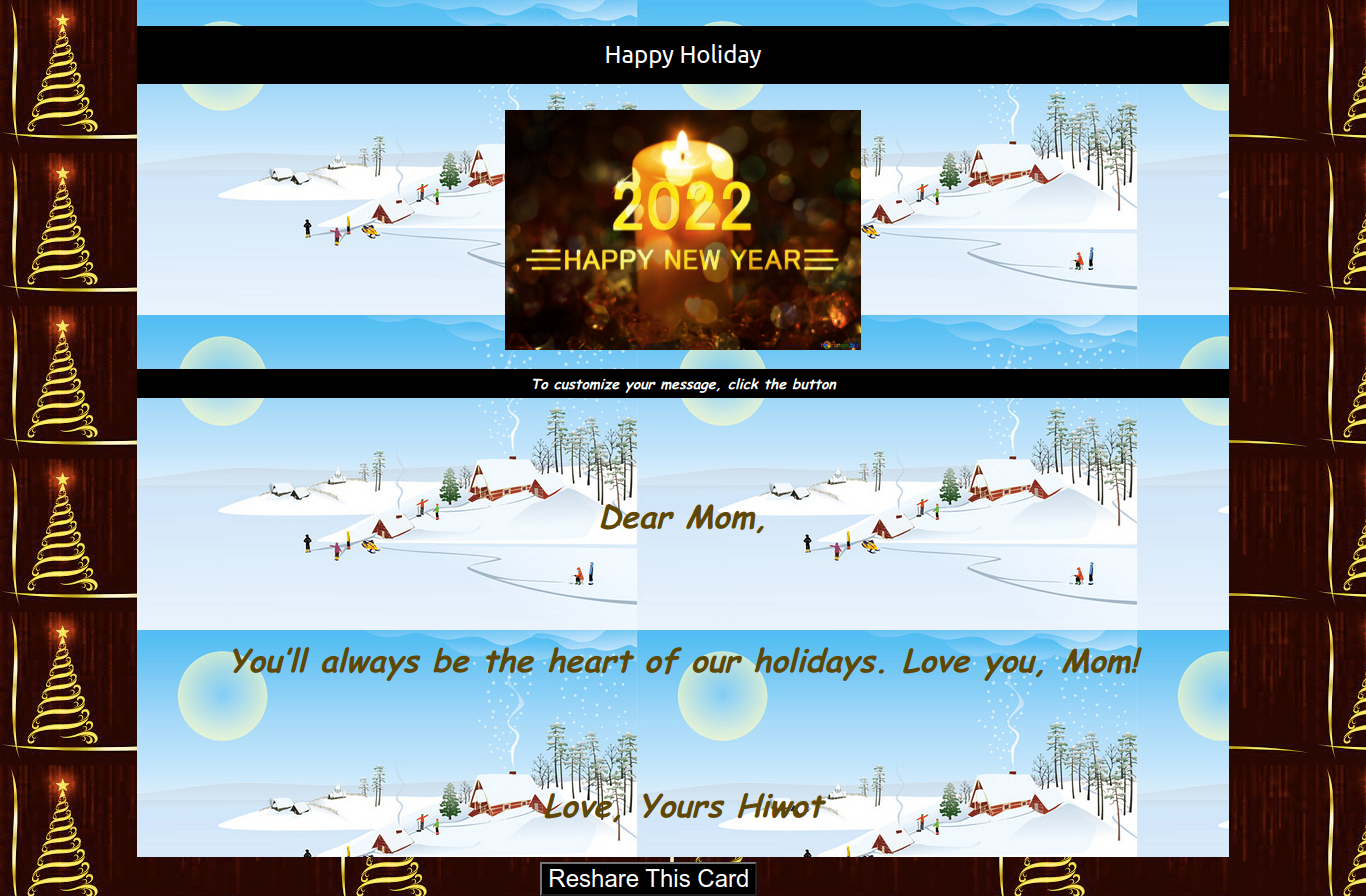 Happy Holiday
2022
HAPPY NEW YEAR
To customize your message, click the button
Dear Mom,
You'll always be the heart of our holidays. Love you, Mom!
Love, Yours Hiwot
Reshare This Card